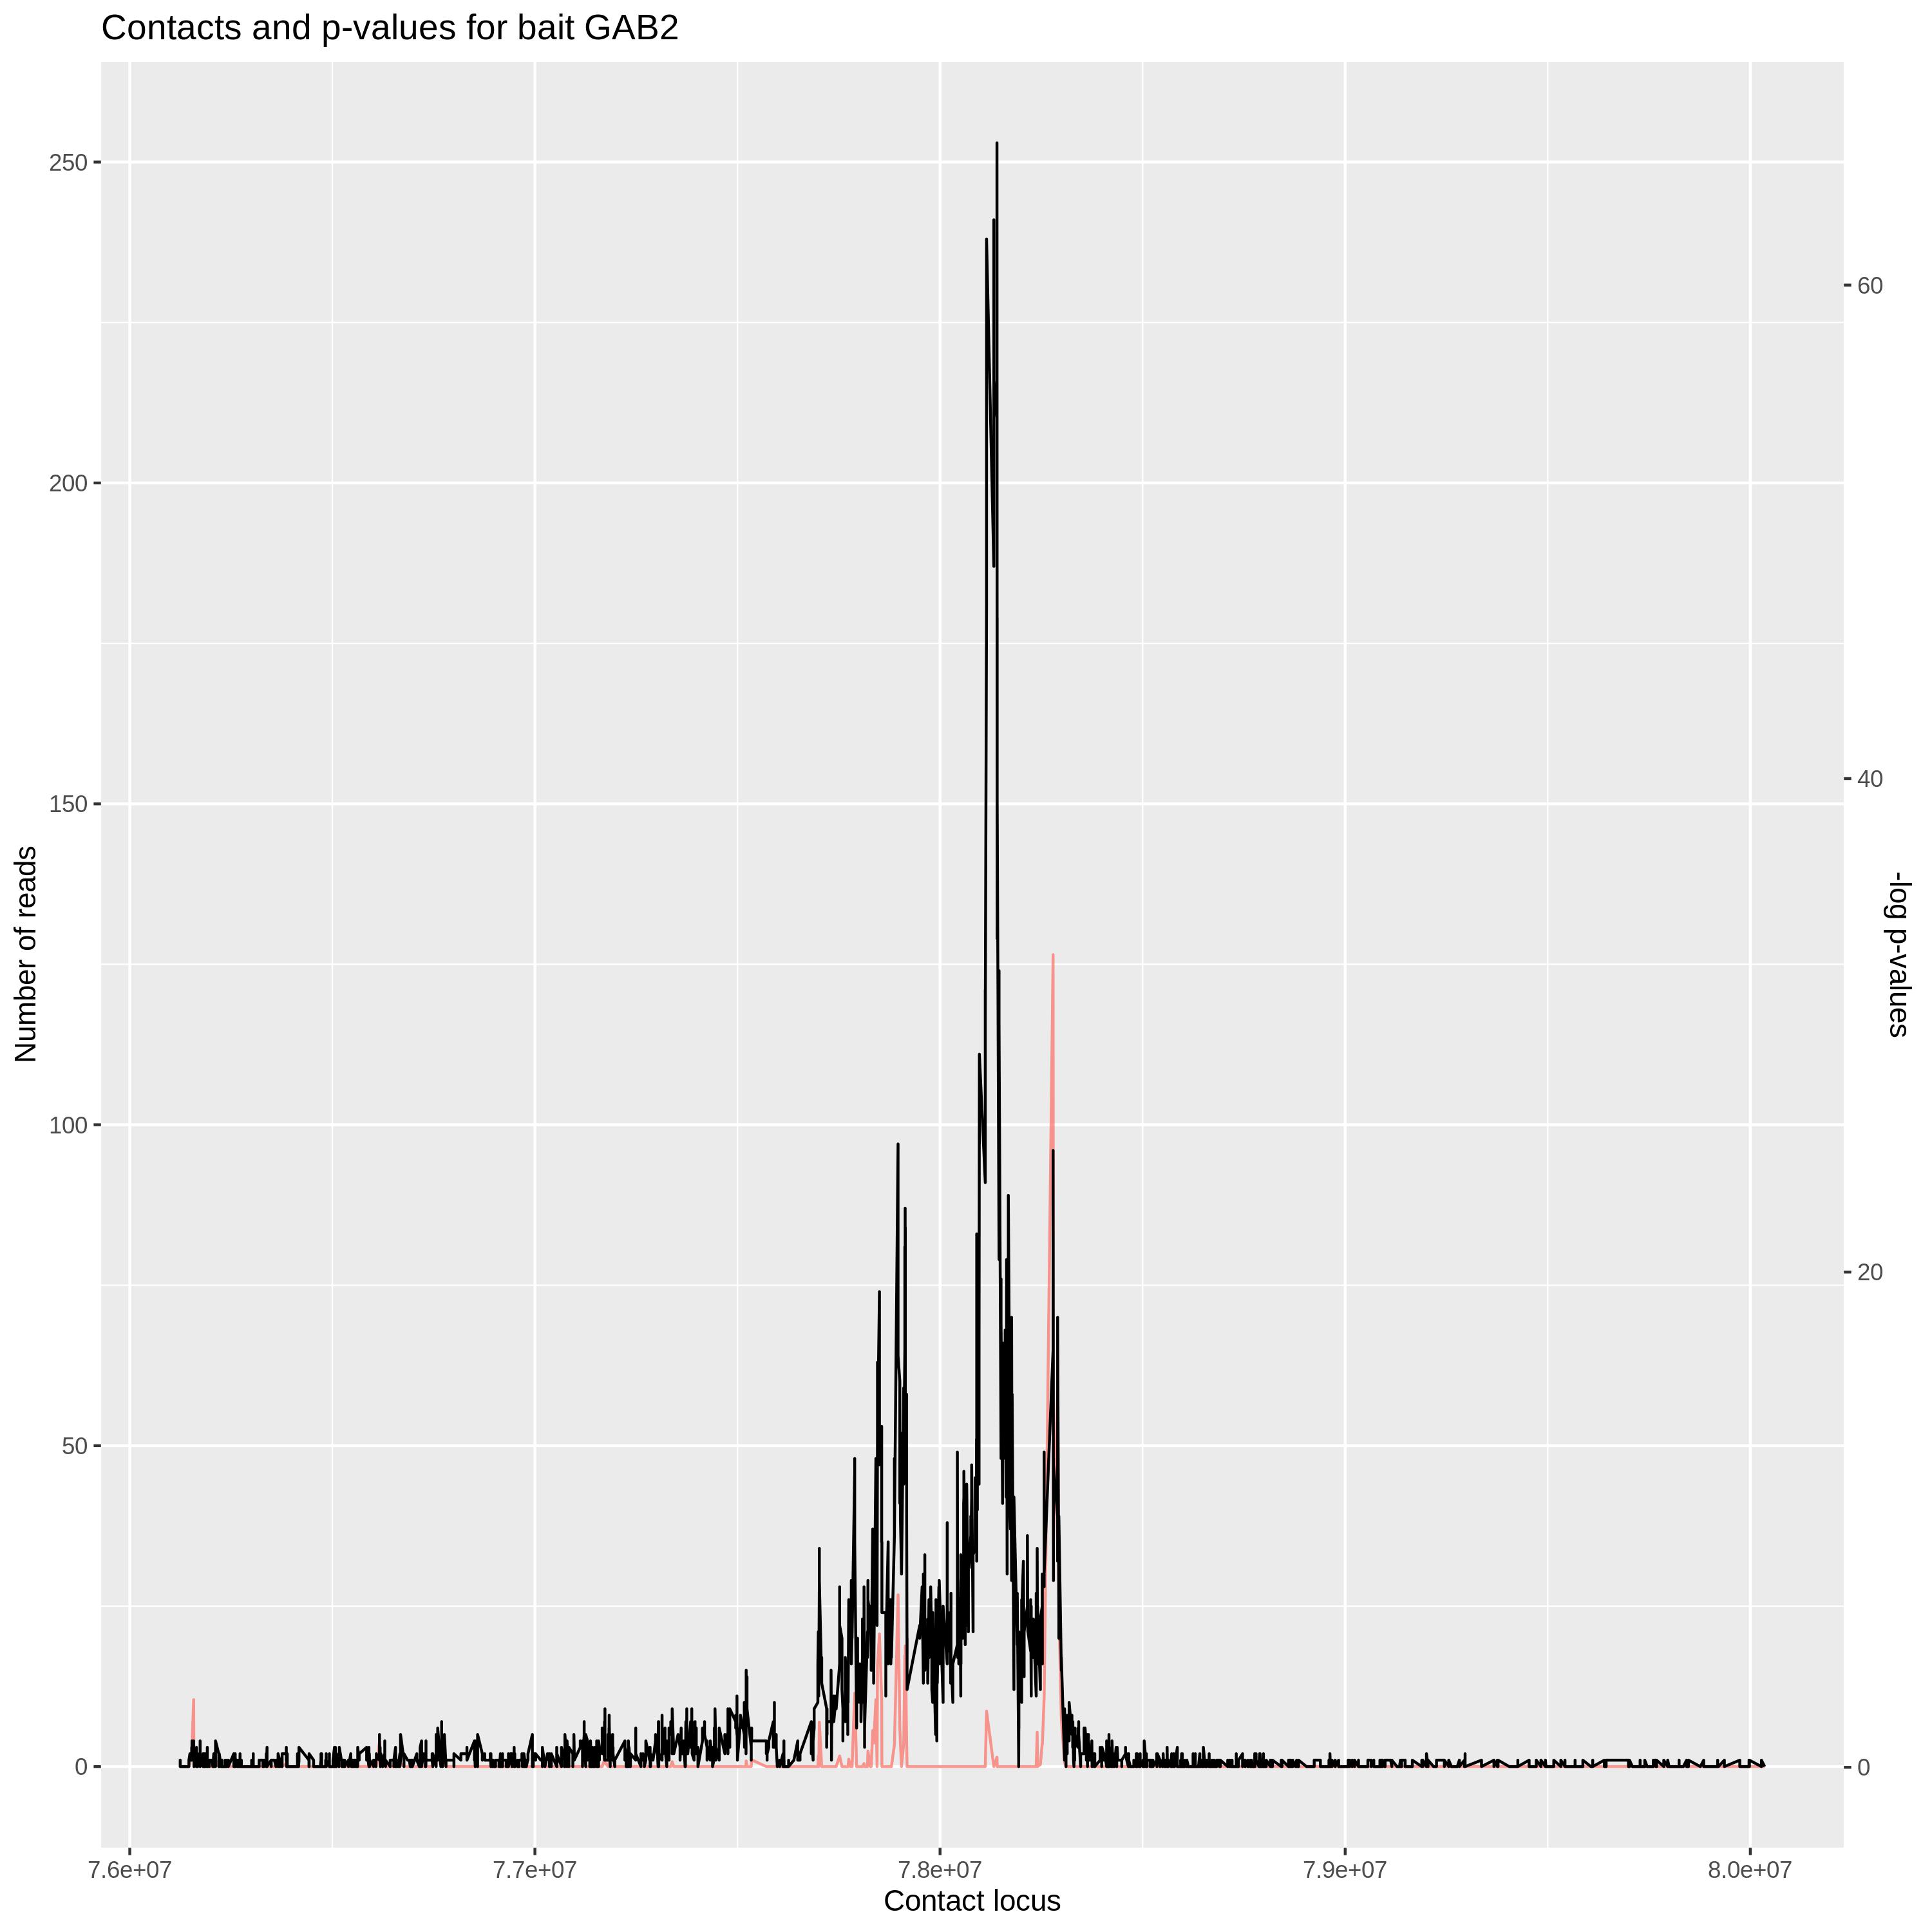 Contacts and p-values for bait GAB2
Number of reads
250
200
150
100
50
0
60
40
20
0
-log p-values
7.6e+07
7.7e+07
7.8e+07
7.9e+07
8.0e+07
Contact locus